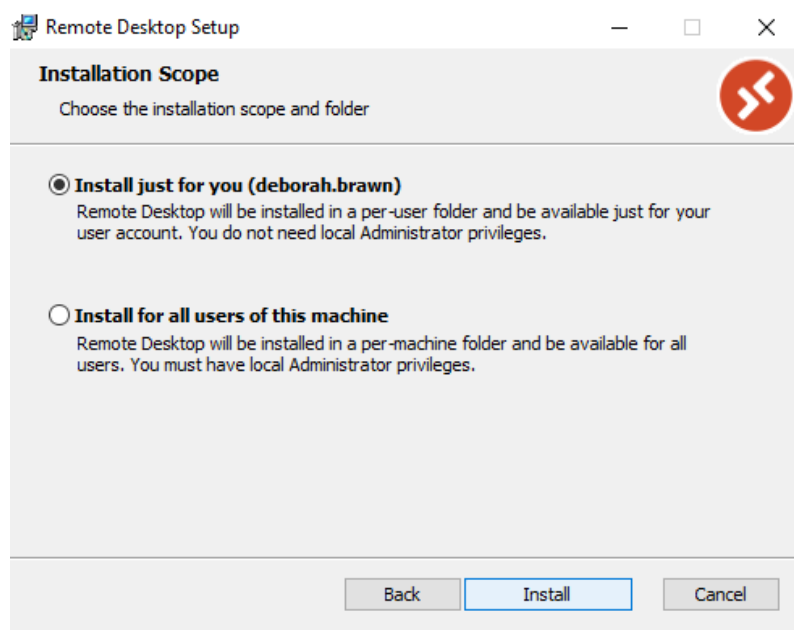 Remote Desktop Setup
Installation Scope
Choose the installation scope and folder
Install just for you (deborah.brawn)
Remote Desktop will be installed in a per-user folder and be available just for your
user account. You do not need local Administrator privileges.
Install for all users of this machine
Remote Desktop will be installed in a per-machine folder and be available for all
users. You must have local Administrator privileges.
Back Install Cancel